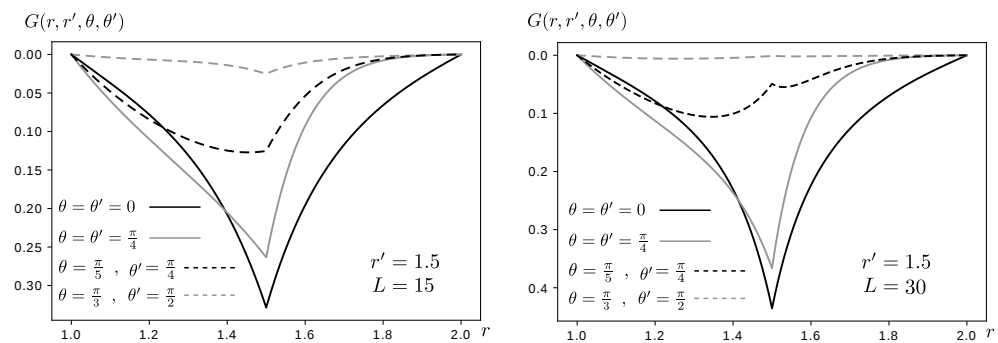 G(r, r′, θ, θ′)
0.00
0.05
0.10
0.15
0.20
0.25
0.30
θ = θ′ = 0
θ = θ′ = π/4
θ = π/5 , θ′ = π/4
θ = π/3 , θ′ = π/2
r′ = 1.5
L = 15
1.0 1.2 1.4 1.6 1.8 2.0 r
G(r, r′, θ, θ′)
0.0
0.1
0.2
0.3
0.4
θ = θ′ = 0
θ = θ′ = π/4
θ = π/5 , θ′ = π/4
θ = π/3 , θ′ = π/2
r′ = 1.5
L = 30
1.0 1.2 1.4 1.6 1.8 2.0 r